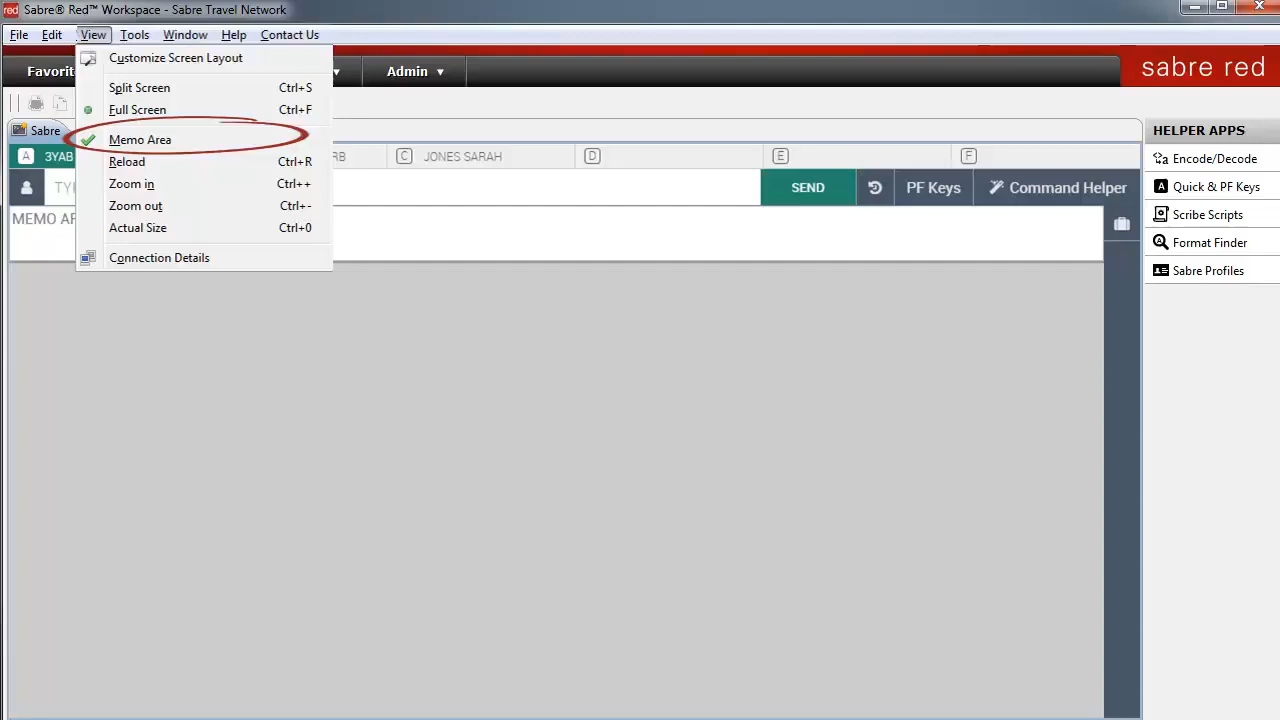 red Sabre® Red™ Workspace - Sabre Travel Network
File Edit View Tools Window Help Contact Us
Customize Screen Layout
Split Screen Ctrl+S
Full Screen Ctrl+F
Memo Area
Reload Ctrl+R
Zoom in Ctrl++
Zoom out Ctrl+-
Actual Size Ctrl+0
Connection Details
Admin
sabre red
Sabre
A 3YAB
C JONES SARAH
D
E
F
SEND PF Keys Command Helper
MEMO
HELPER APPS
Encode/Decode
A Quick & PF Keys
Scribe Scripts
Format Finder
Sabre Profiles